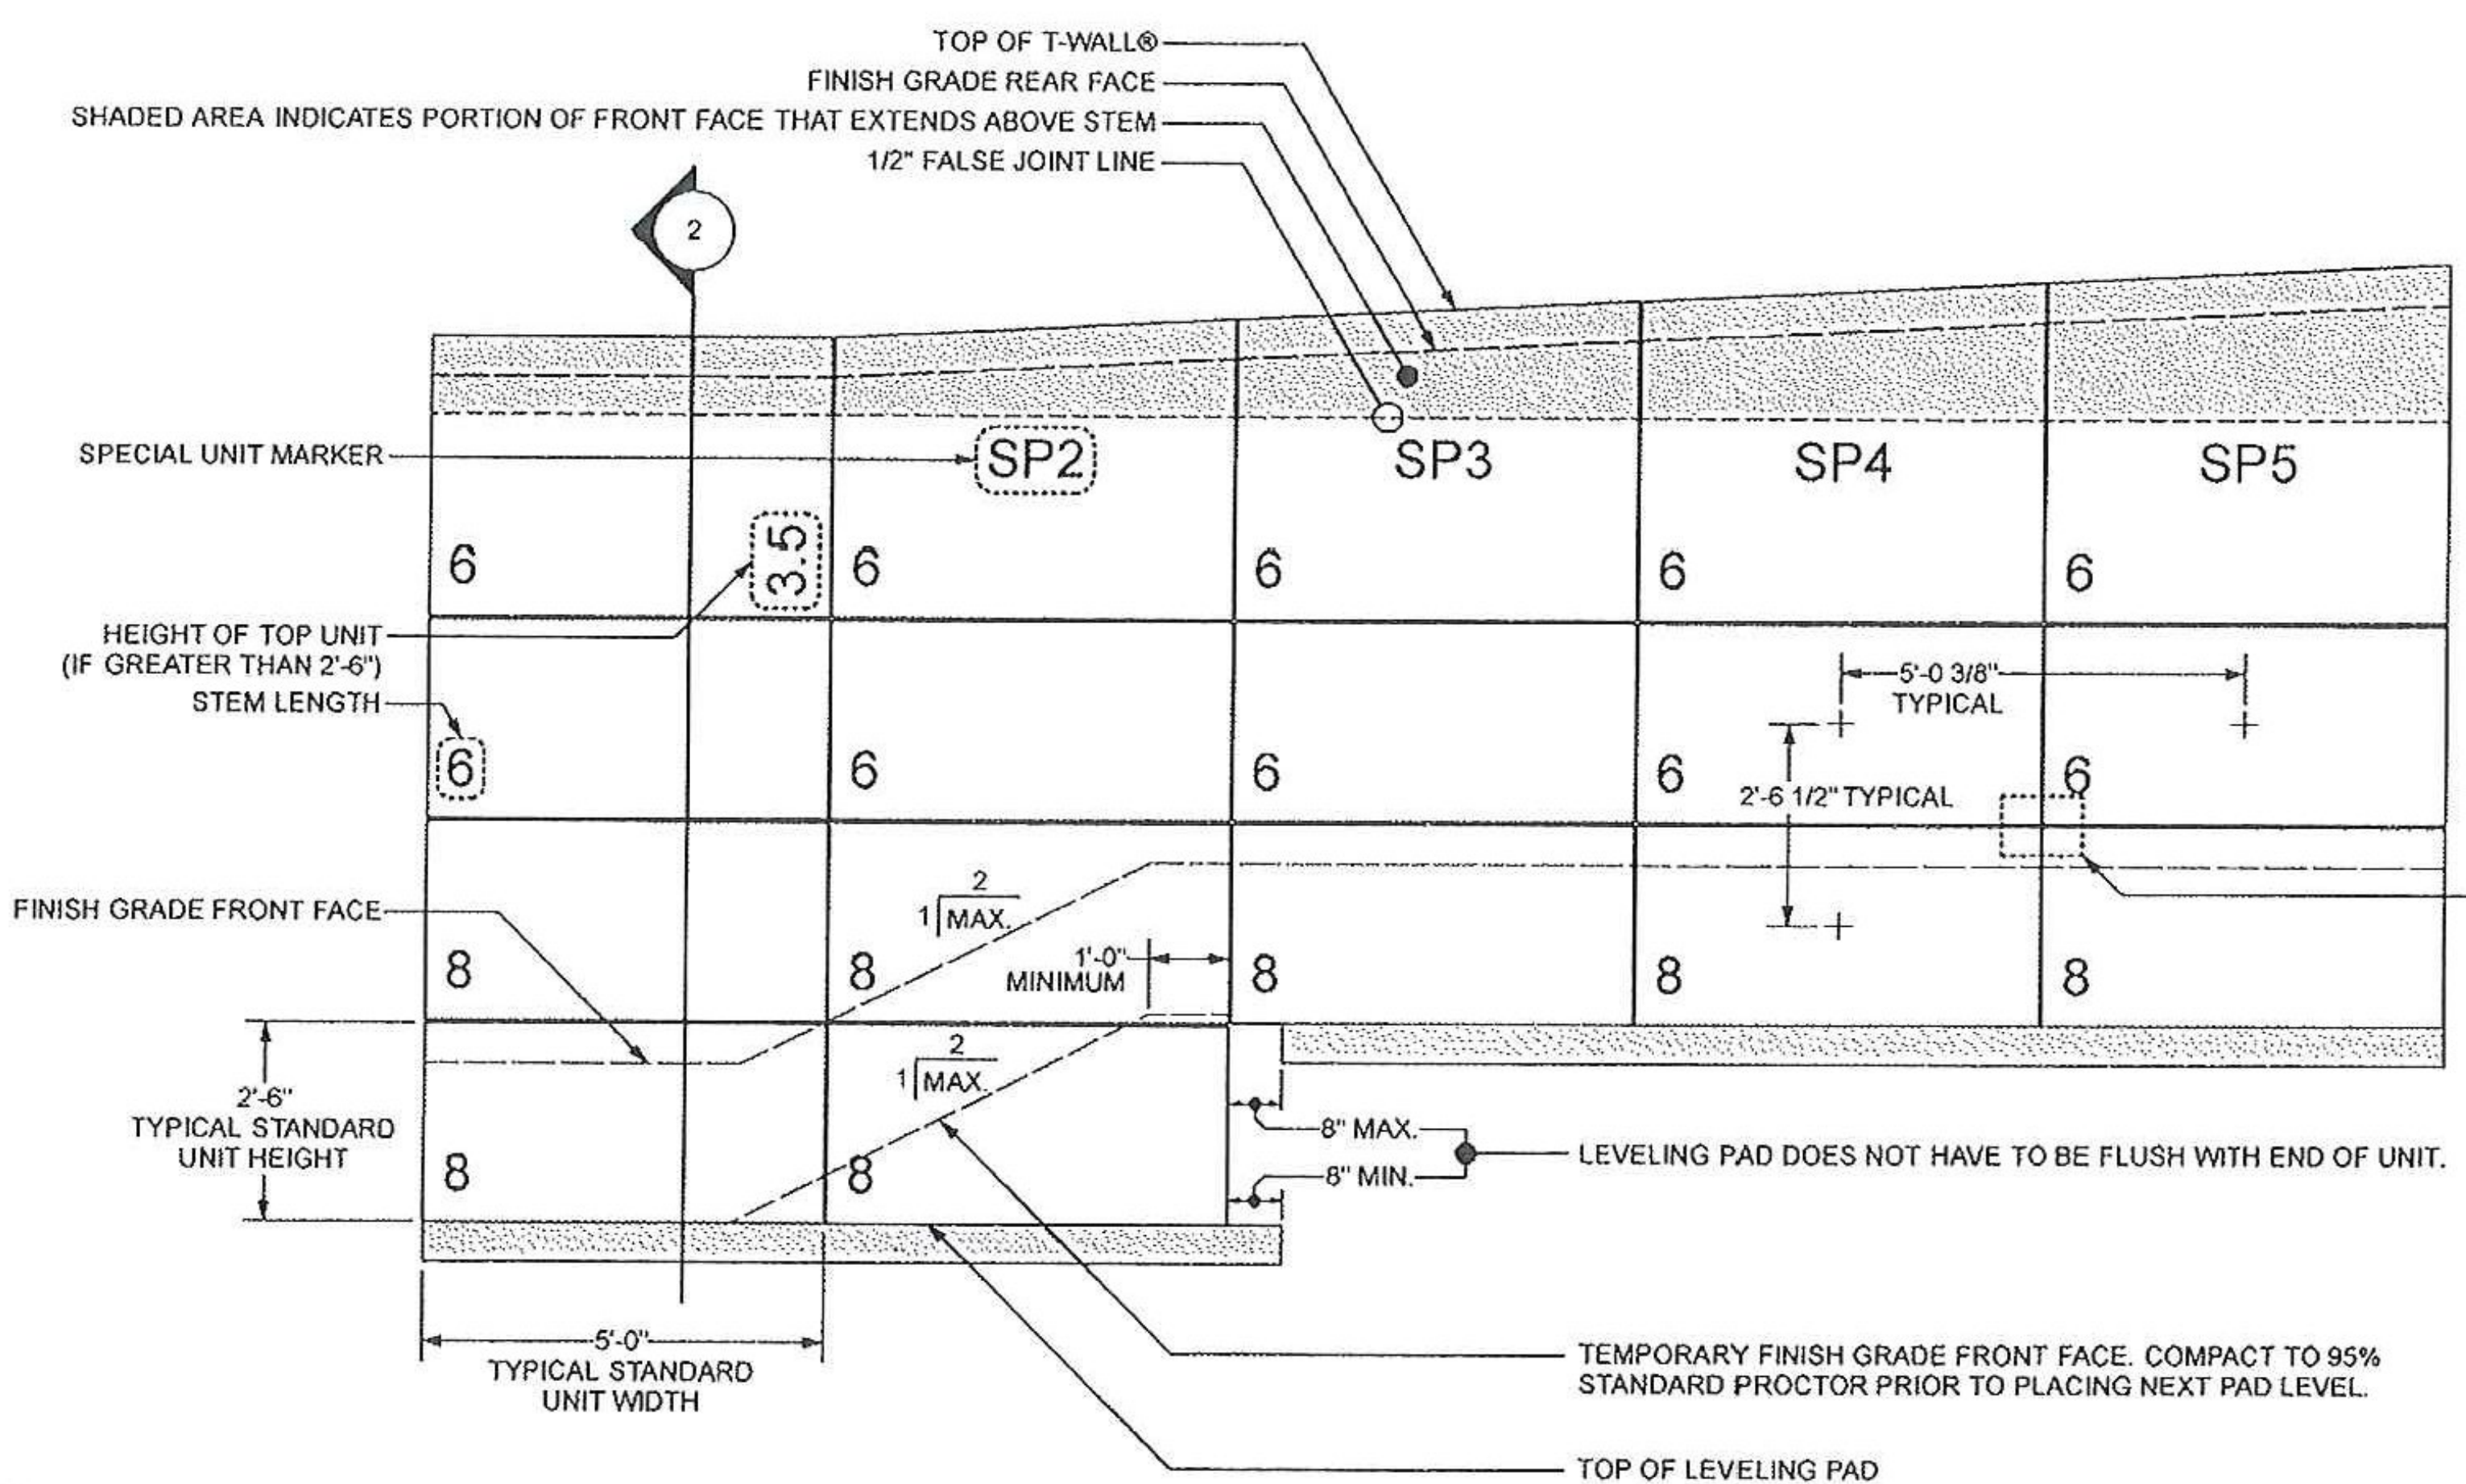 TOP OF T-WALL®
FINISH GRADE REAR FACE
SHADED AREA INDICATES PORTION OF FRONT FACE THAT EXTENDS ABOVE STEM
1/2" FALSE JOINT LINE
2
SPECIAL UNIT MARKER
SP2
SP3
SP4
SP5
3.5
6
6
6
6
6
HEIGHT OF TOP UNIT
(IF GREATER THAN 2'-6")
STEM LENGTH
5'-0 3/8"
TYPICAL
6
6
6
6
6
2'-6 1/2" TYPICAL
FINISH GRADE FRONT FACE
2
1 MAX.
1'-0"
MINIMUM
8
8
8
8
8
2'-6"
TYPICAL STANDARD
UNIT HEIGHT
2
1 MAX.
8
8
8" MAX.
8" MIN.
LEVELING PAD DOES NOT HAVE TO BE FLUSH WITH END OF UNIT.
5'-0"
TYPICAL STANDARD
UNIT WIDTH
TEMPORARY FINISH GRADE FRONT FACE. COMPACT TO 95%
STANDARD PROCTOR PRIOR TO PLACING NEXT PAD LEVEL.
TOP OF LEVELING PAD